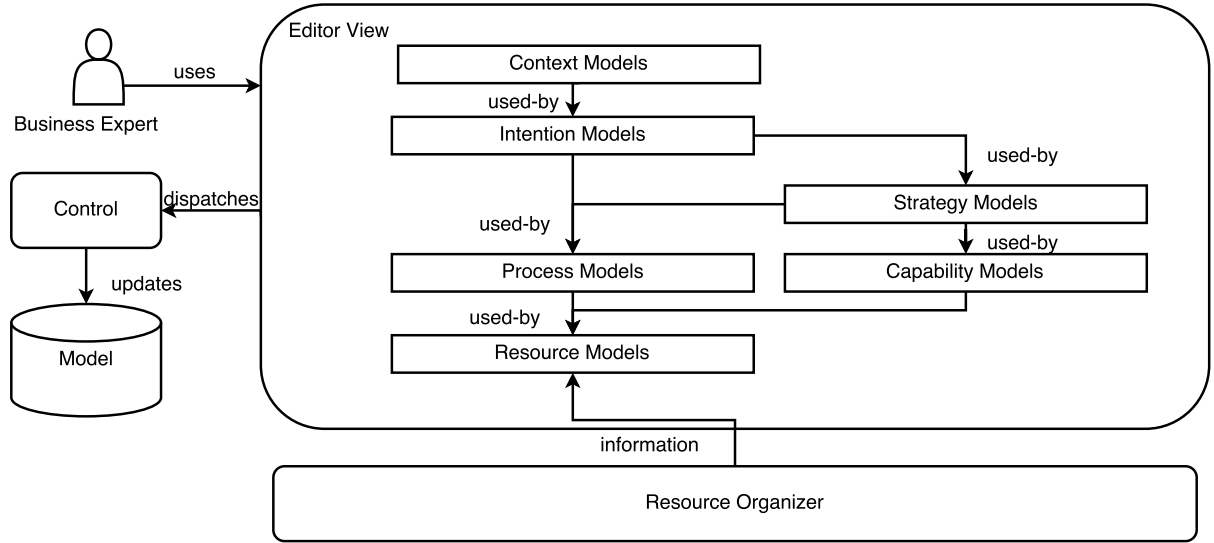 Editor View
Context Models
uses
used-by
Business Expert
Intention Models
used-by
dispatches
Control
Strategy Models
used-by
used-by
Process Models
Capability Models
updates
used-by
Model
Resource Models
information
Resource Organizer